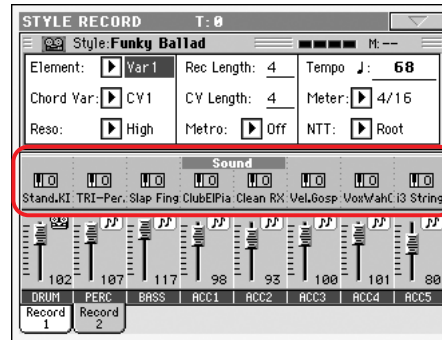 STYLE RECORD T: 0
Style:Funky Ballad M: --
Element: Var1 Rec Length: 4 Tempo ♩: 68
Chord Var: CV1 CV Length: 4 Meter: 4/16
Reso: High Metro: Off NTT: Root
Sound
Stand.KI TRI-Per. Slap Fing ClubElPia Clean RX Vel.Gosp VoxWahC i3 String
102 107 117 98 93 100 101 80
DRUM PERC BASS ACC1 ACC2 ACC3 ACC4 ACC5
Record 1 Record 2